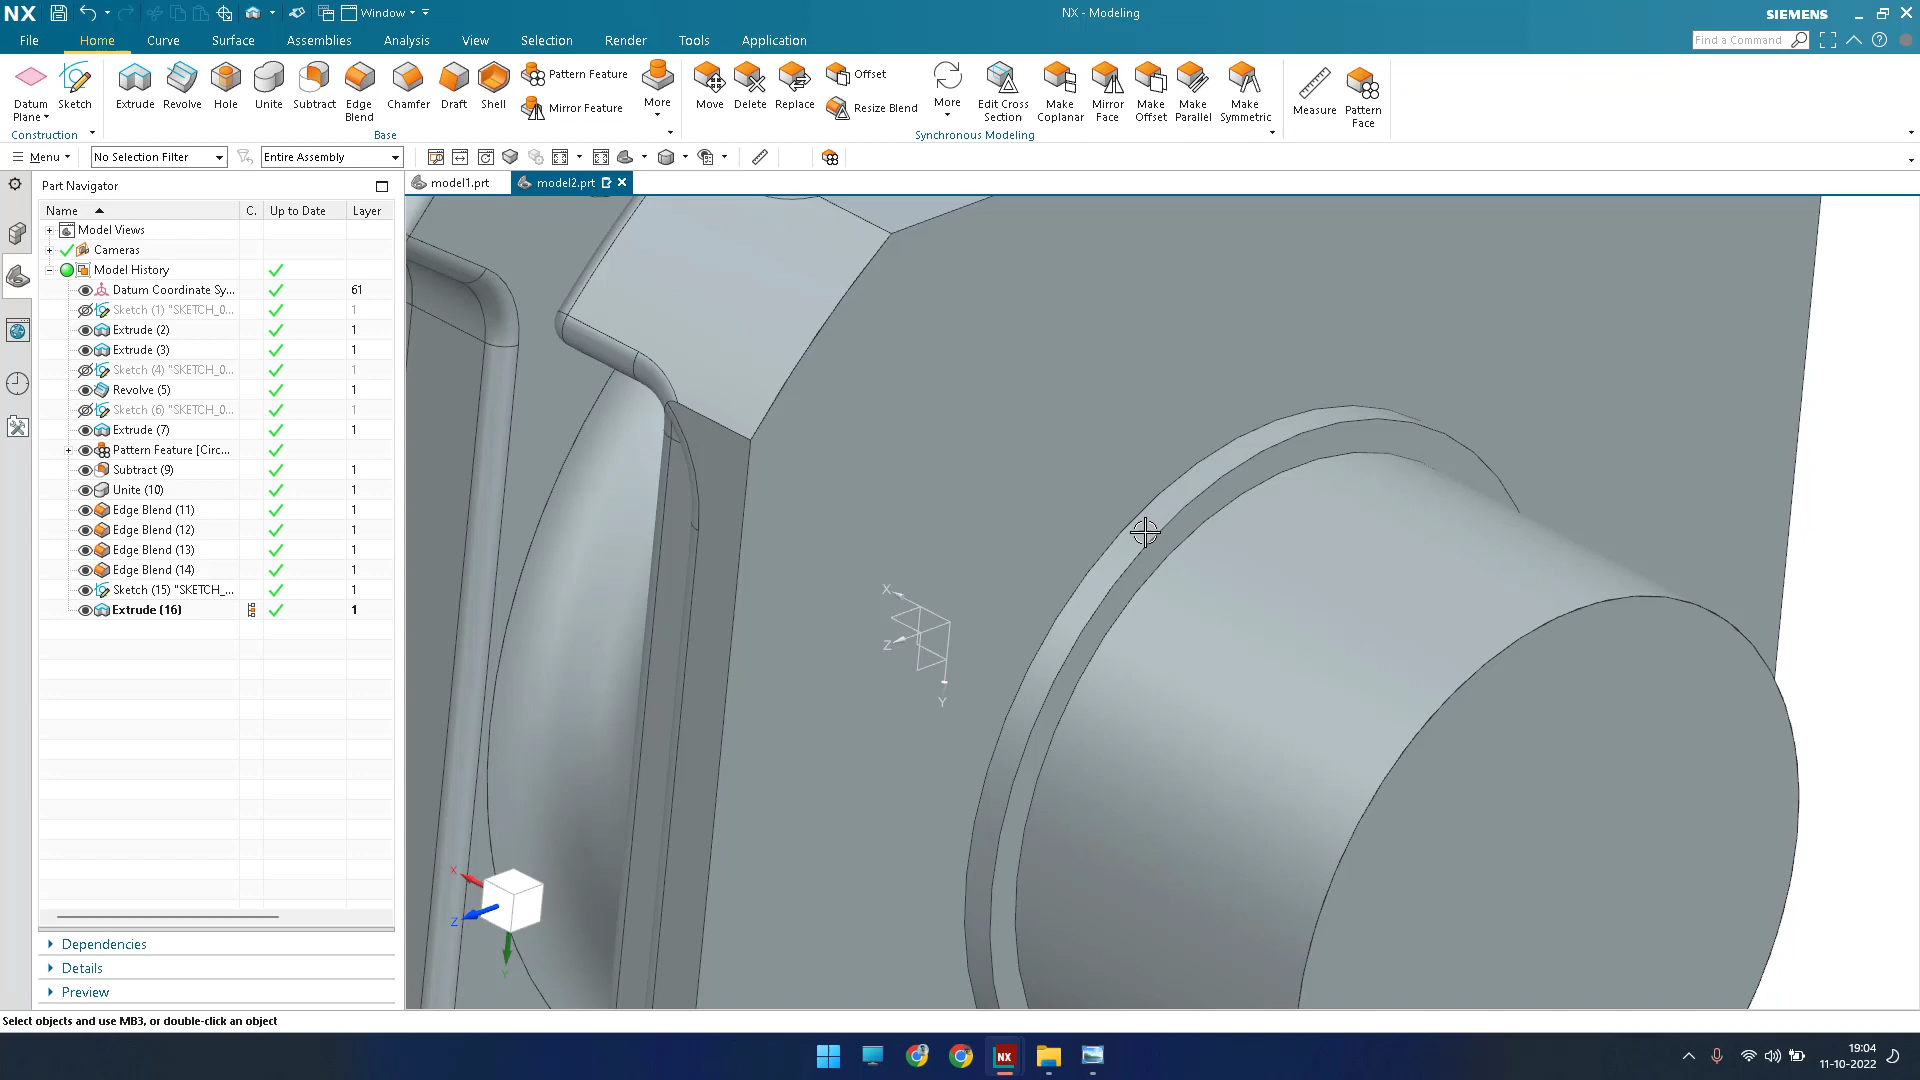 NX
Window
NX - Modeling
SIEMENS
File
Home
Curve
Surface
Assemblies
Analysis
View
Selection
Render
Tools
Application
Find a Command
Datum Plane
Sketch
Extrude
Revolve
Hole
Unite
Subtract
Edge Blend
Chamfer
Draft
Shell
Pattern Feature
Mirror Feature
More
Move
Delete
Replace
Offset
Resize Blend
More
Edit Cross Section
Make Coplanar
Mirror Face
Make Offset
Make Parallel
Make Symmetric
Measure
Pattern Face
Construction
Base
Synchronous Modeling
Menu
No Selection Filter
Entire Assembly
Part Navigator
model1.prt
model2.prt
Name C. Up to Date Layer
Model Views
Cameras
Model History
Datum Coordinate Sy... 61
Sketch (1) "SKETCH_0... 1
Extrude (2) 1
Extrude (3) 1
Sketch (4) "SKETCH_0... 1
Revolve (5) 1
Sketch (6) "SKETCH_0... 1
Extrude (7) 1
Pattern Feature [Circ...
Subtract (9) 1
Unite (10) 1
Edge Blend (11) 1
Edge Blend (12) 1
Edge Blend (13) 1
Edge Blend (14) 1
Sketch (15) "SKETCH_... 1
Extrude (16) 1
X
Z
Y
X
Z
Y
Dependencies
Details
Preview
Select objects and use MB3, or double-click an object
NX
19:04
11-10-2022